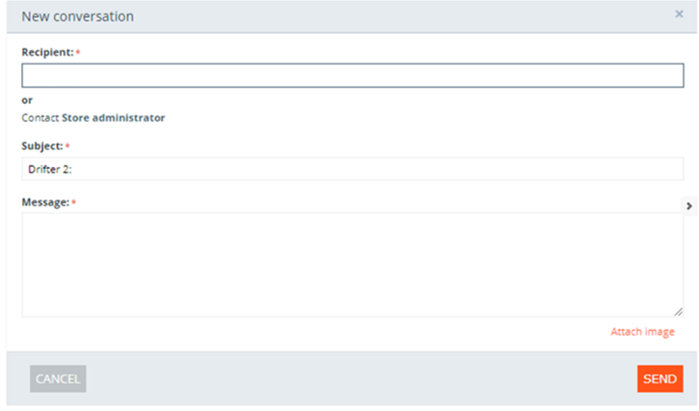 New conversation ×
Recipient: *
or
Contact Store administrator
Subject: *
Drifter 2:
Message: *
Attach image
CANCEL SEND